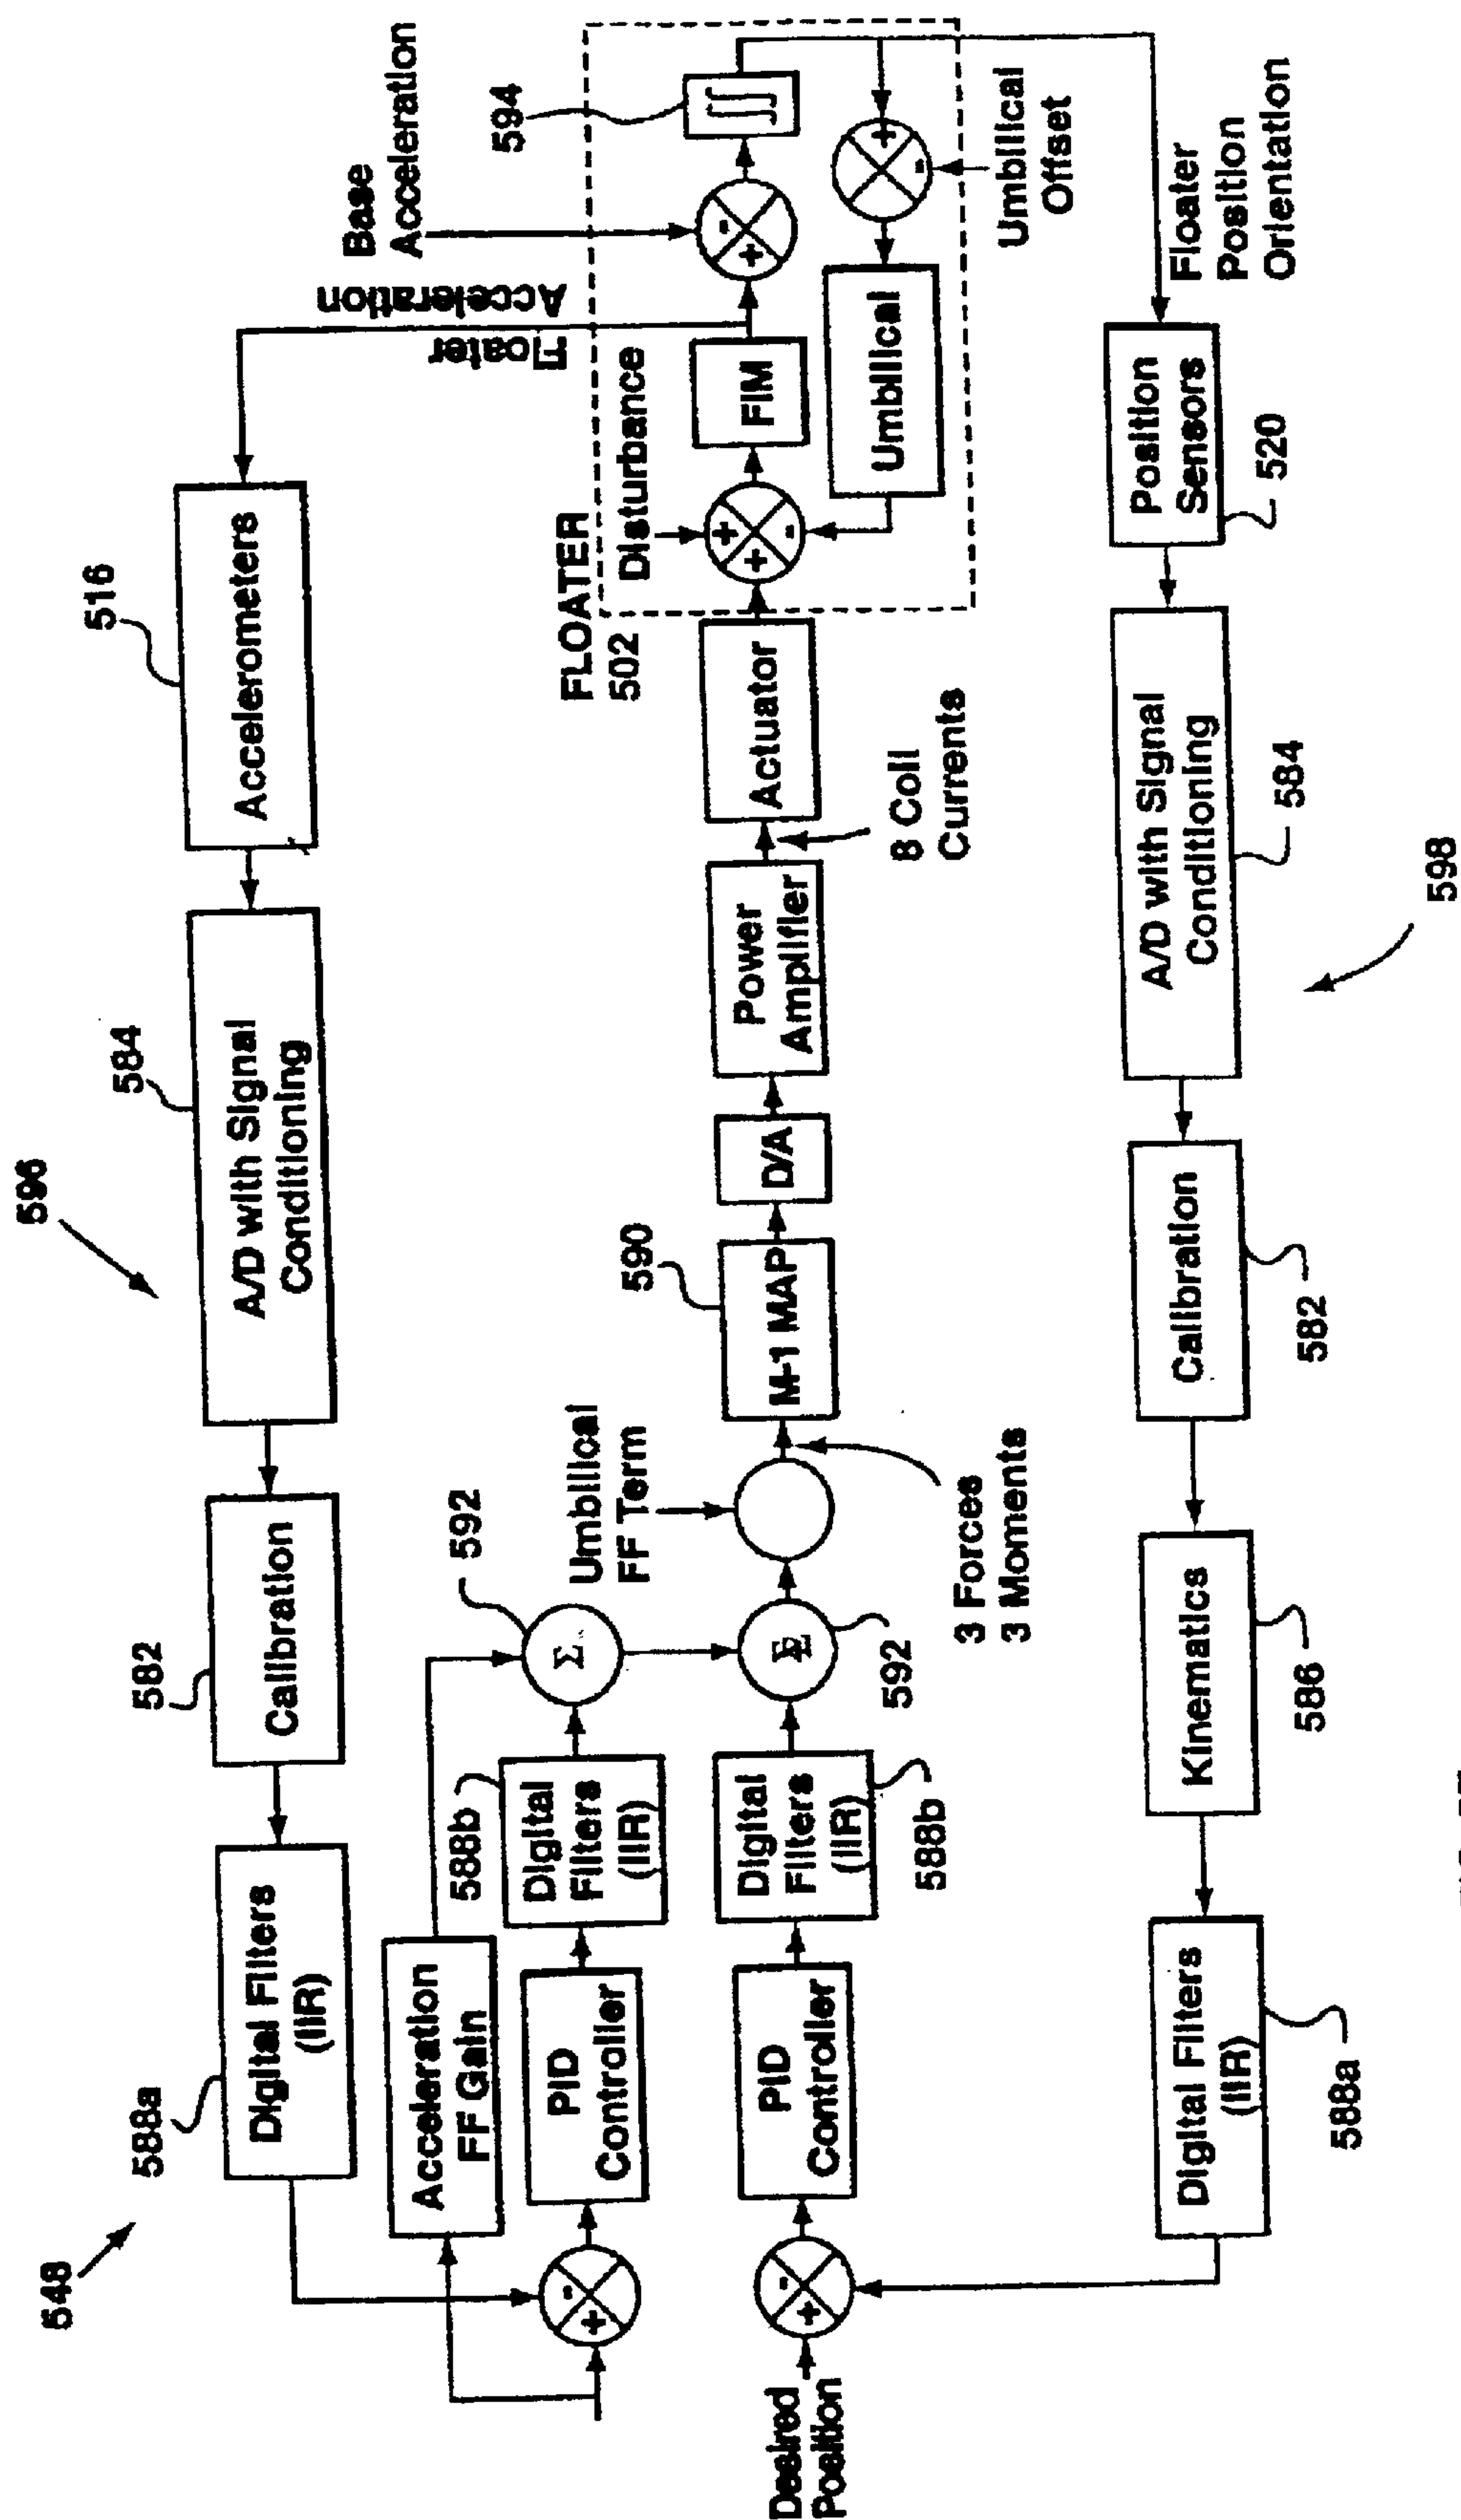 548
588a
Digital Filters
(IIR)
582
Calibration
596
584
A/D with Signal
Conditioning
516
Accelerometers
Acceleration
FF Gain
PID
Controller
588b
Digital
Filters
(IIR)
592
Σ
Umbilical
FF Term
Desired
Position
PID
Controller
Digital
Filters
(IIR)
588b
592
3 Forces
3 Moments
590
M-1 MAP
D/A
Power
Amplifier
8 Coil
Currents
Actuator
FLOATER
502
Disturbance
FIM
Umbilical
Floater
Acceleration
Base
Acceleration
594
∫∫
Umbilical
Offset
Floater
Position
Orientation
Position
Sensors
520
A/D with Signal
Conditioning
584
598
Calibration
582
Kinematics
586
Digital Filters
(IIR)
588a